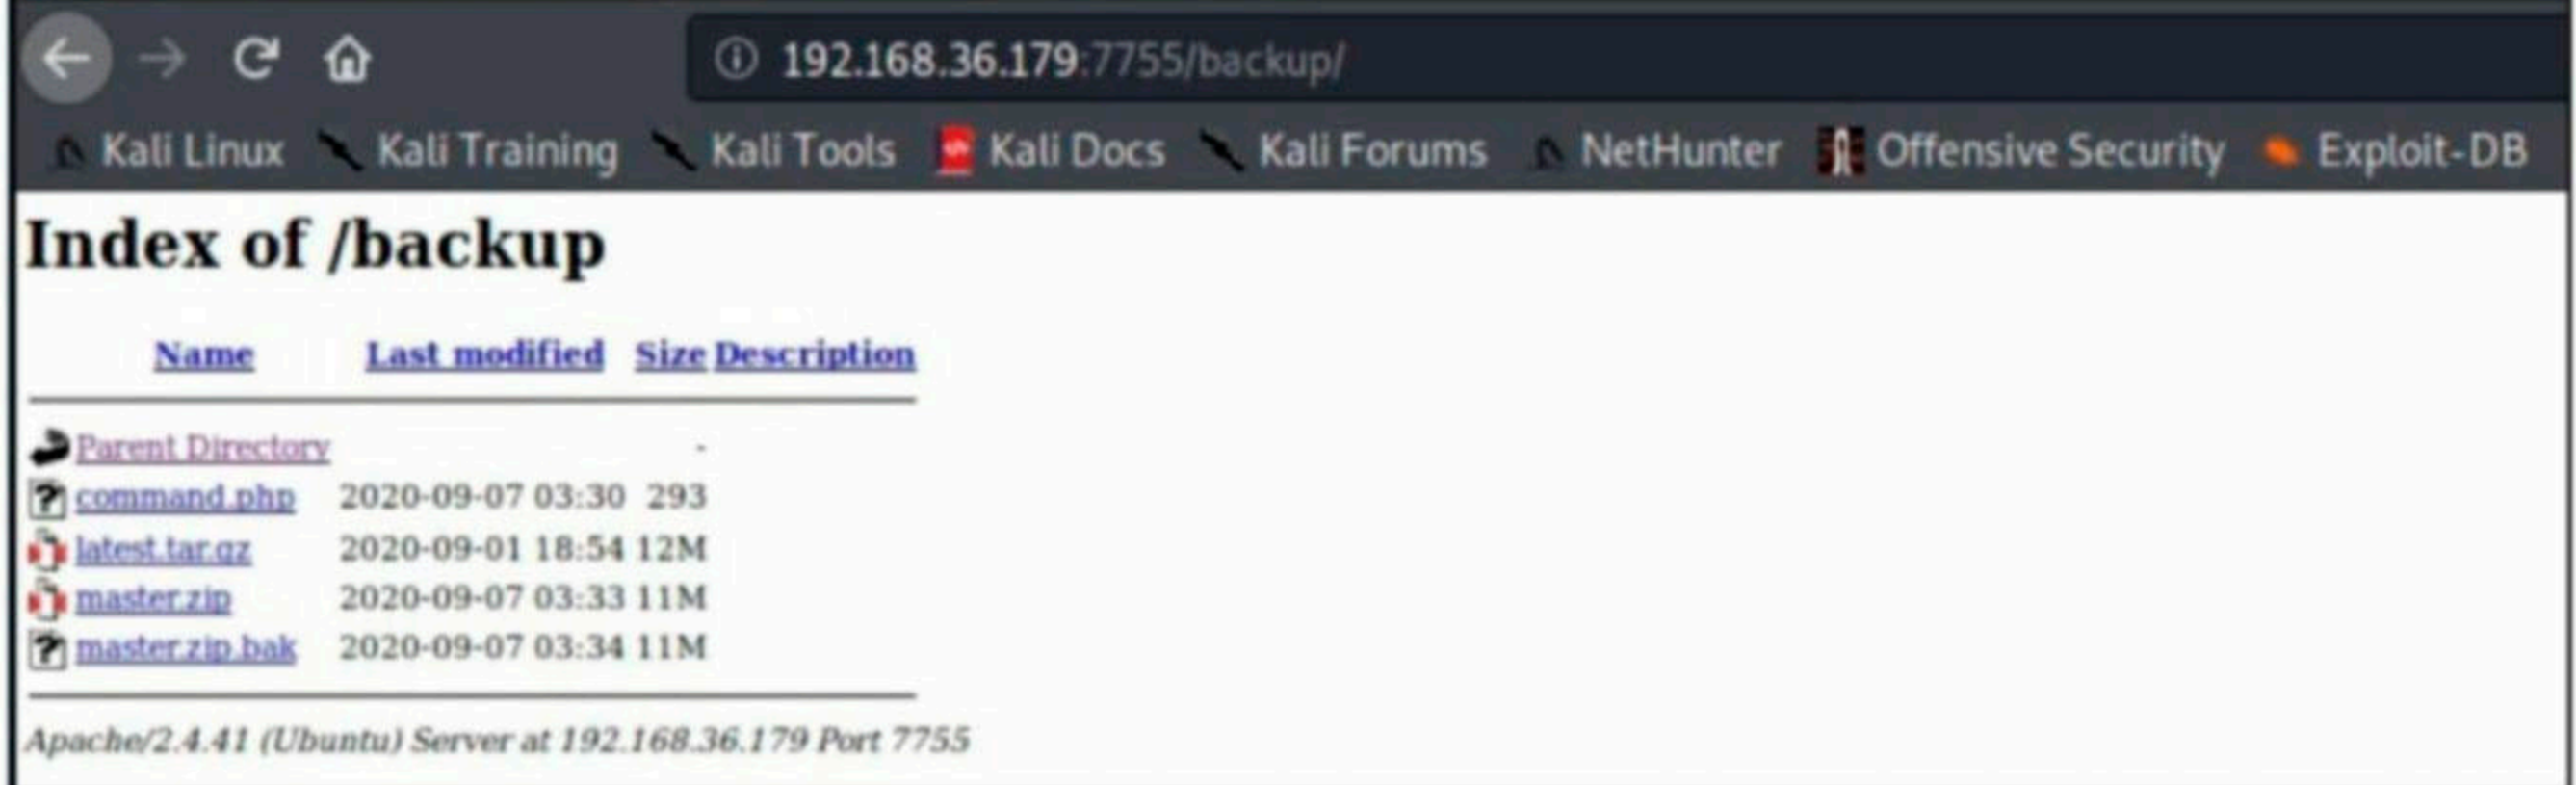 192.168.36.179:7755/backup/
Kali Linux Kali Training Kali Tools Kali Docs Kali Forums NetHunter Offensive Security Exploit-DB
Index of /backup
Name Last modified Size Description
Parent Directory -
command.php 2020-09-07 03:30 293
latest.tar.gz 2020-09-01 18:54 12M
master.zip 2020-09-07 03:33 11M
master.zip.bak 2020-09-07 03:34 11M
Apache/2.4.41 (Ubuntu) Server at 192.168.36.179 Port 7755